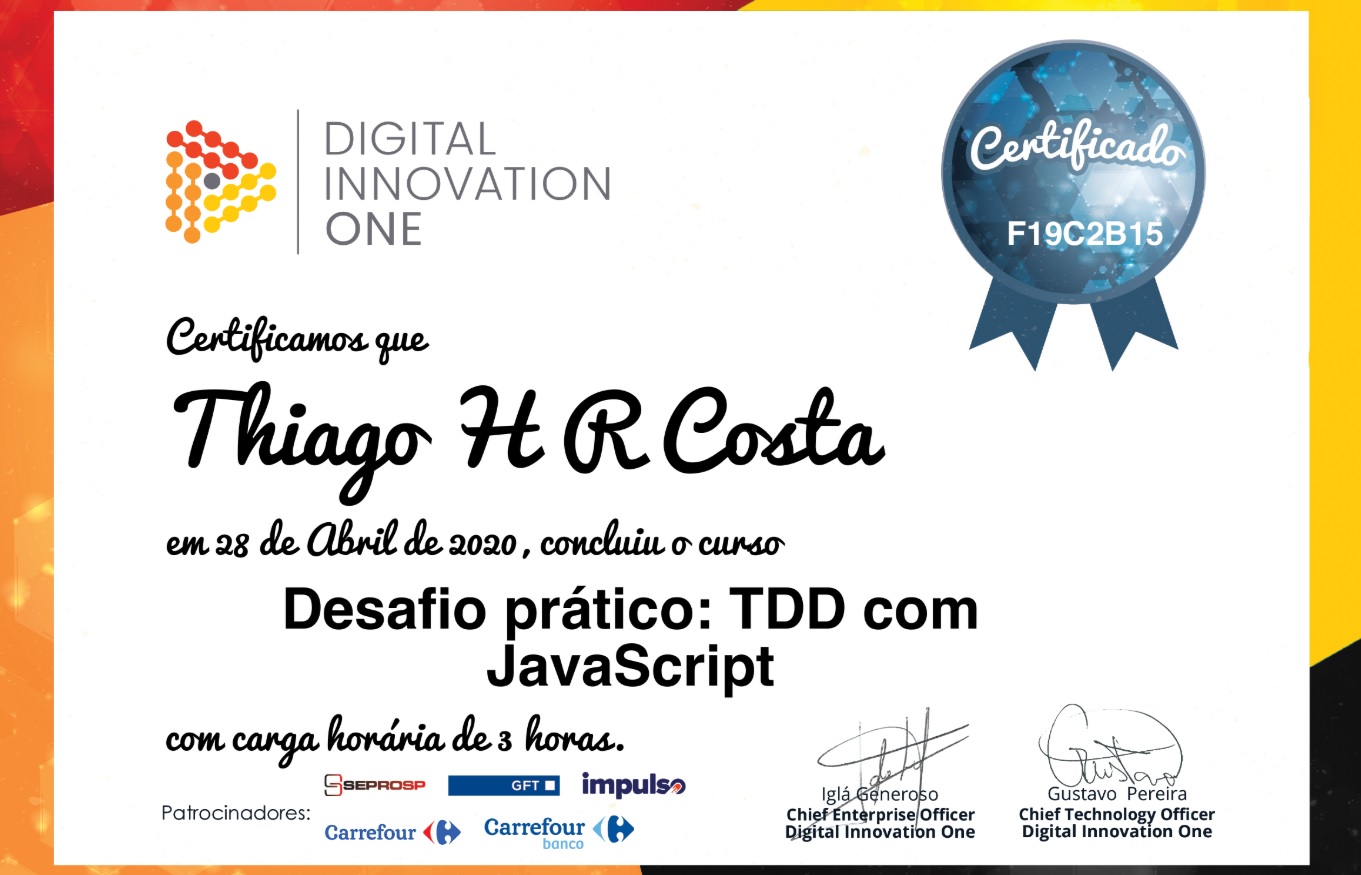 DIGITAL
INNOVATION
ONE
Certificado
F19C2B15
Certificamos que
Thiago H R Costa
em 28 de Abril de 2020, concluiu o curso
Desafio prático: TDD com
JavaScript
com carga horária de 3 horas.
Patrocinadores:
SEPROSP GFT impulso
Carrefour Carrefour
banco
Gustavo
Iglá Generoso
Chief Enterprise Officer
Digital Innovation One
Gustavo Pereira
Chief Technology Officer
Digital Innovation One